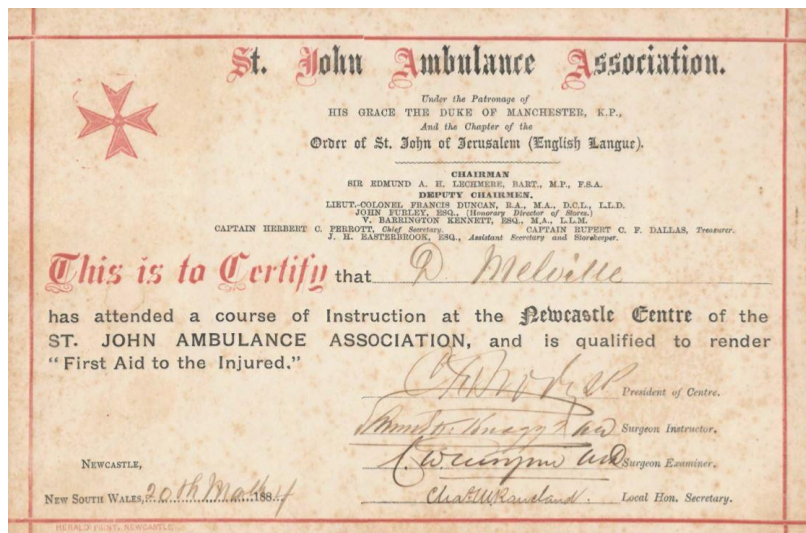 St. John Ambulance Association.
Under the Patronage of
HIS GRACE THE DUKE OF MANCHESTER, K.P.,
And the Chapter of the
Order of St. John of Jerusalem (English Langue).
CHAIRMAN
SIR EDMUND A. H. LECHMERE, BART., M.P., F.S.A.
DEPUTY CHAIRMEN.
LIEUT.-COLONEL FRANCIS DUNCAN, R.A., M.A., D.C.L., L.L.D.
JOHN FURLEY, ESQ., (Honorary Director of Stores.)
V. BARRINGTON KENNETT, ESQ., M.A., L.L.M.
CAPTAIN HERBERT C. PERROTT, Chief Secretary. CAPTAIN RUPERT C. F. DALLAS, Treasurer.
J. H. EASTERBROOK, ESQ., Assistant Secretary and Storekeeper.
This is to Certify that D Melville
has attended a course of Instruction at the Newcastle Centre of the
ST. JOHN AMBULANCE ASSOCIATION, and is qualified to render
"First Aid to the Injured."
President of Centre.
Surgeon Instructor.
Surgeon Examiner.
NEWCASTLE,
NEW SOUTH WALES, 20th 188
Local Hon. Secretary.
HERALD PRINT, NEWCASTLE